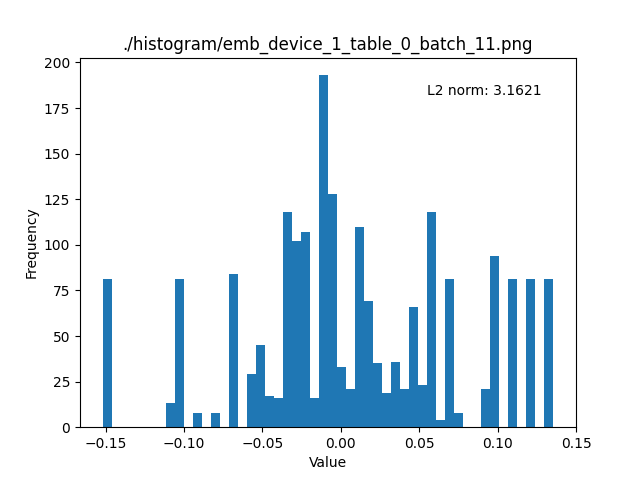 ./histogram/emb_device_1_table_0_batch_11.png
L2 norm: 3.1621
Frequency
200
175
150
125
100
75
50
25
0
−0.15 −0.10 −0.05 0.00 0.05 0.10 0.15
Value